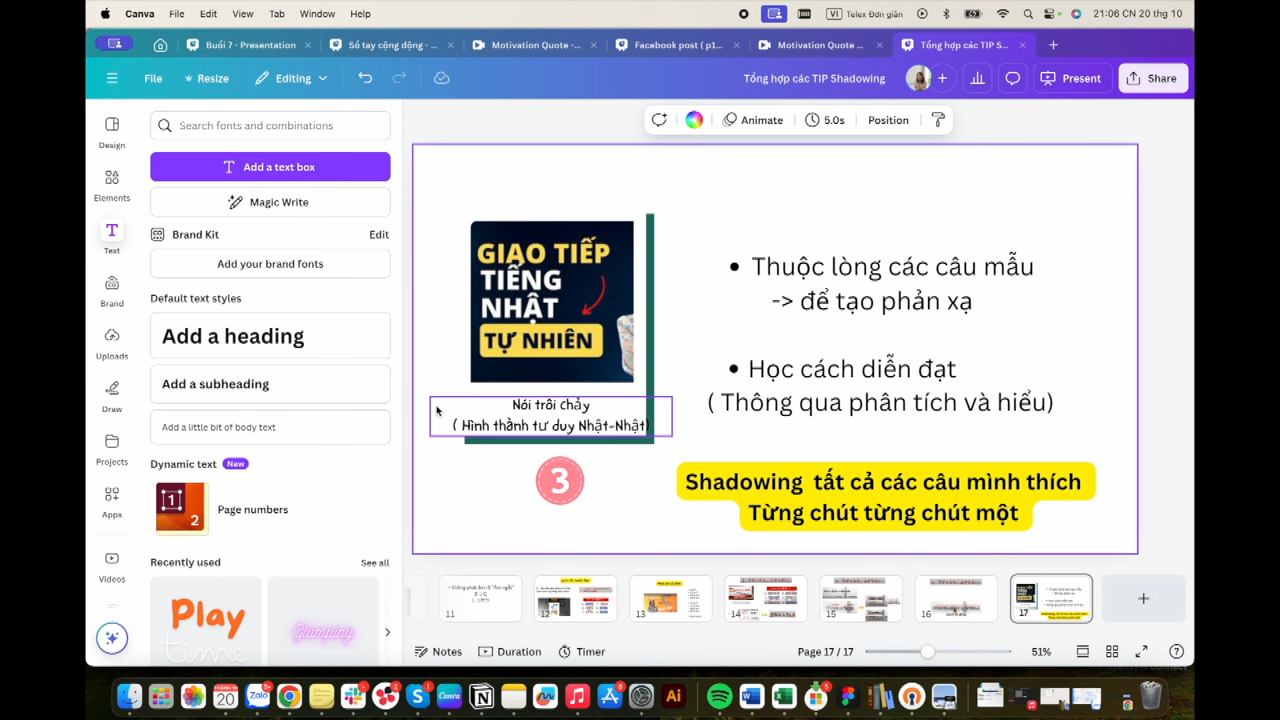 Canva File Edit View Tab Window Help VI Telex Đơn giản 21:06 CN 20 thg 10
Buổi 7 - Presentation Sổ tay cộng động - ... Motivation Quote -... Facebook post ( p1... Motivation Quote ... Tổng hợp các TIP S...
File Resize Editing Tổng hợp các TIP Shadowing Present Share
Search fonts and combinations
Animate 5.0s Position
Design
Add a text box
Elements
Magic Write
Text
Brand Kit Edit
Add your brand fonts
Brand
Default text styles
Uploads
Add a heading
Draw
Add a subheading
Add a little bit of body text
Projects
Dynamic text New
Apps
1 2 Page numbers
Videos
Recently used See all
Play time
Glamping
GIAO TIẾP
TIẾNG
NHẬT
TỰ NHIÊN
Nói trôi chảy
( Hình thành tư duy Nhật-Nhật)
3
• Thuộc lòng các câu mẫu
-> để tạo phản xạ
• Học cách diễn đạt
( Thông qua phân tích và hiểu)
Shadowing tất cả các câu mình thích
Từng chút từng chút một
11 12 13 14 15 16 17
Notes Duration Timer Page 17 / 17 51%